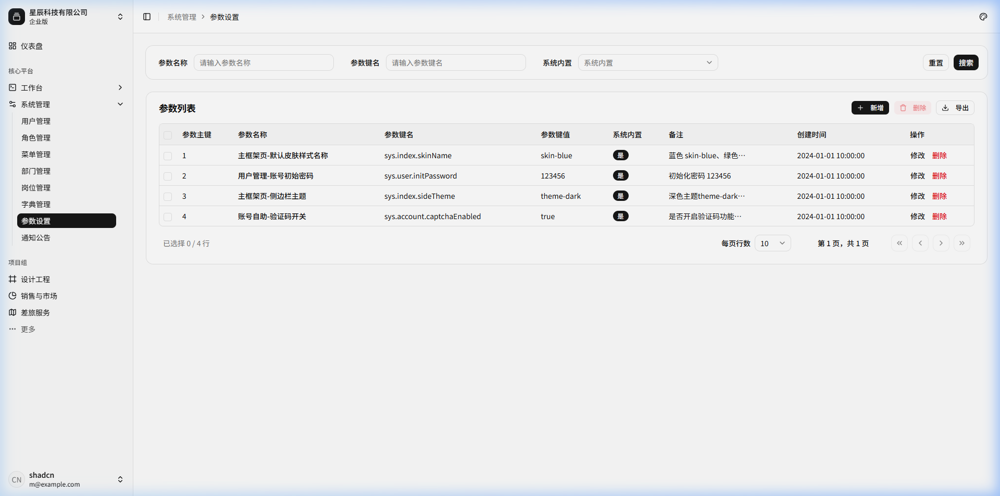 星辰科技有限公司
企业版
仪表盘
核心平台
工作台
系统管理
用户管理
角色管理
菜单管理
部门管理
岗位管理
字典管理
参数设置
通知公告
项目组
设计工程
销售与市场
差旅服务
更多
CN
shadcn
m@example.com
系统管理 参数设置
参数名称 请输入参数名称 参数键名 请输入参数键名 系统内置 系统内置 重置 搜索
参数列表 新增 删除 导出
参数主键 参数名称 参数键名 参数键值 系统内置 备注 创建时间 操作
1 主框架页-默认皮肤样式名称 sys.index.skinName skin-blue 是 蓝色 skin-blue、绿色… 2024-01-01 10:00:00 修改 删除
2 用户管理-账号初始密码 sys.user.initPassword 123456 是 初始化密码 123456 2024-01-01 10:00:00 修改 删除
3 主框架页-侧边栏主题 sys.index.sideTheme theme-dark 是 深色主题theme-dark… 2024-01-01 10:00:00 修改 删除
4 账号自助-验证码开关 sys.account.captchaEnabled true 是 是否开启验证码功能… 2024-01-01 10:00:00 修改 删除
已选择 0 / 4 行 每页行数 10 第 1 页，共 1 页